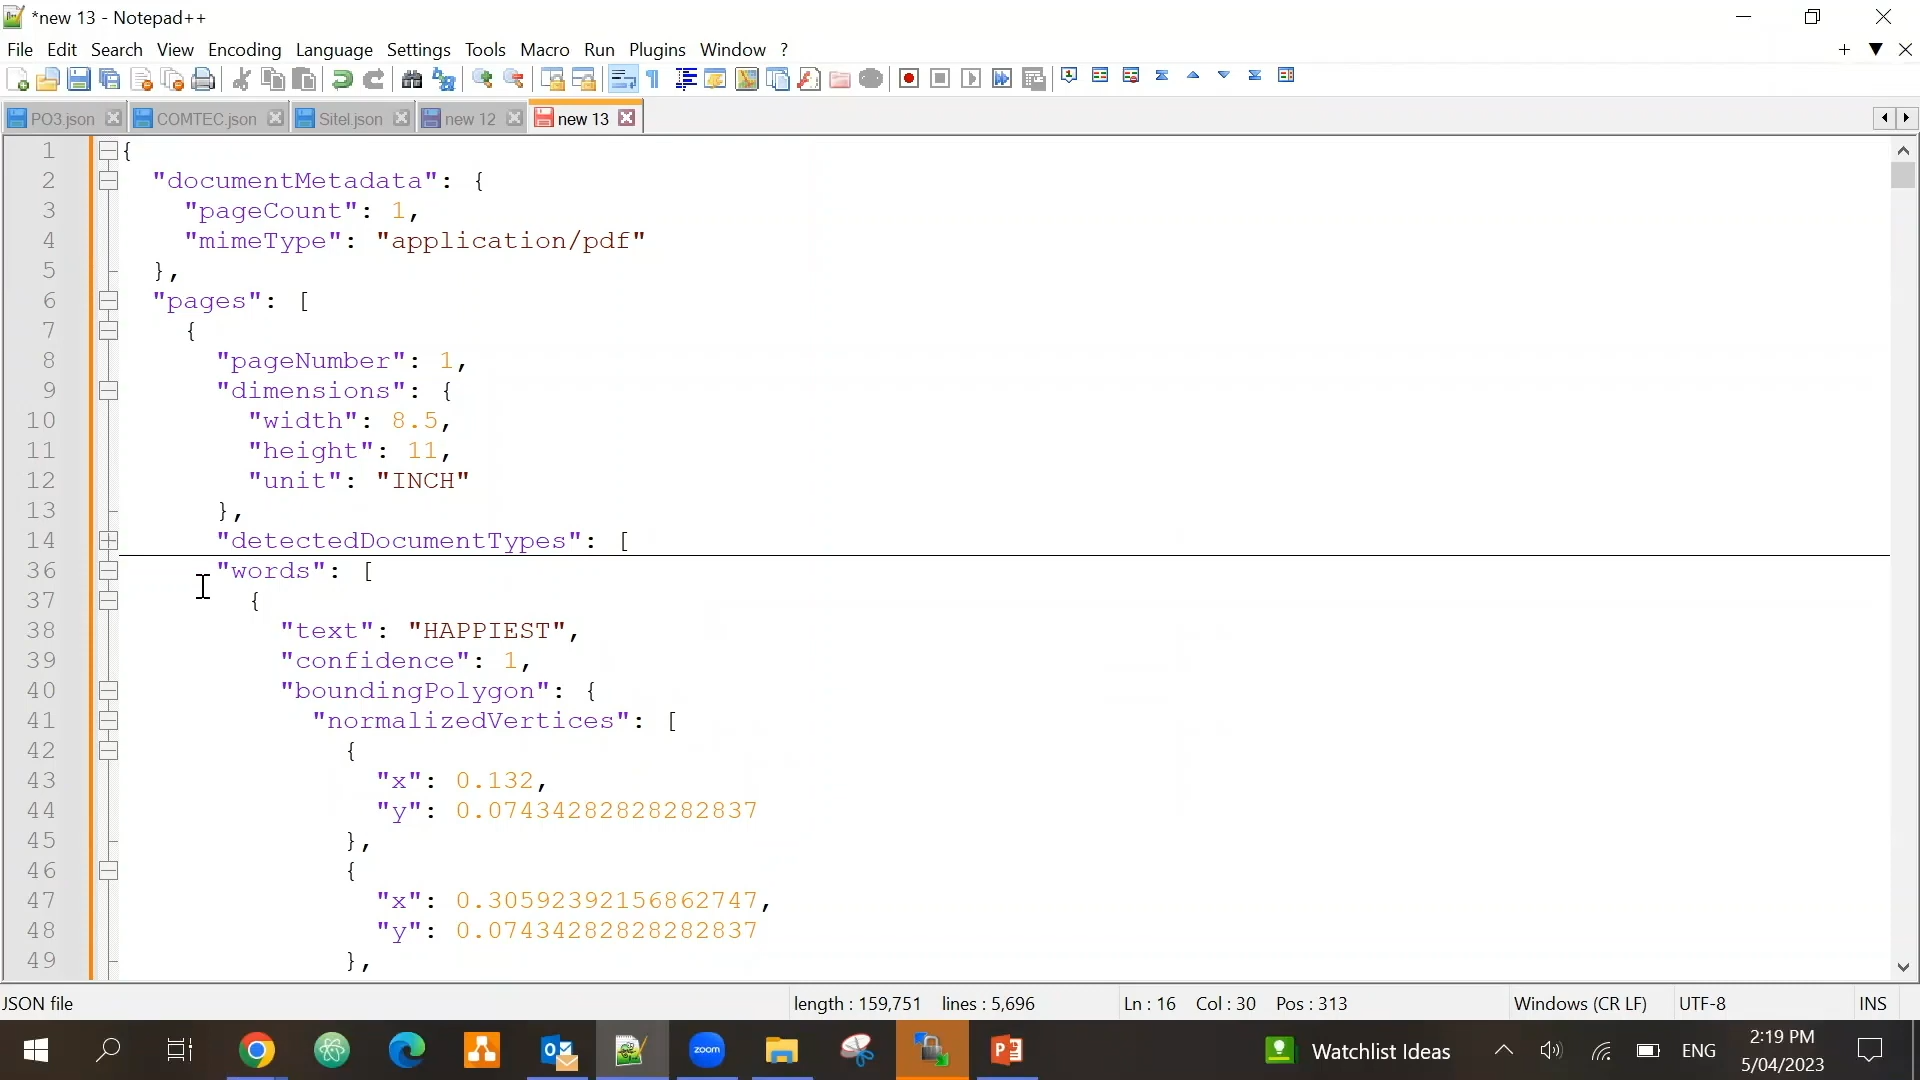 *new 13 - Notepad++
File Edit Search View Encoding Language Settings Tools Macro Run Plugins Window ?
PO3.json COMTEC.json Sitel.json new 12 new 13
1 {
2 "documentMetadata": {
3 "pageCount": 1,
4 "mimeType": "application/pdf"
5 },
6 "pages": [
7 {
8 "pageNumber": 1,
9 "dimensions": {
10 "width": 8.5,
11 "height": 11,
12 "unit": "INCH"
13 },
14 "detectedDocumentTypes": [
36 "words": [
37 {
38 "text": "HAPPIEST",
39 "confidence": 1,
40 "boundingPolygon": {
41 "normalizedVertices": [
42 {
43 "x": 0.132,
44 "y": 0.07434282828282837
45 },
46 {
47 "x": 0.30592392156862747,
48 "y": 0.07434282828282837
49 },
JSON file length : 159,751 lines : 5,696 Ln : 16 Col : 30 Pos : 313 Windows (CR LF) UTF-8 INS
zoom Watchlist Ideas ENG 2:19 PM
5/04/2023